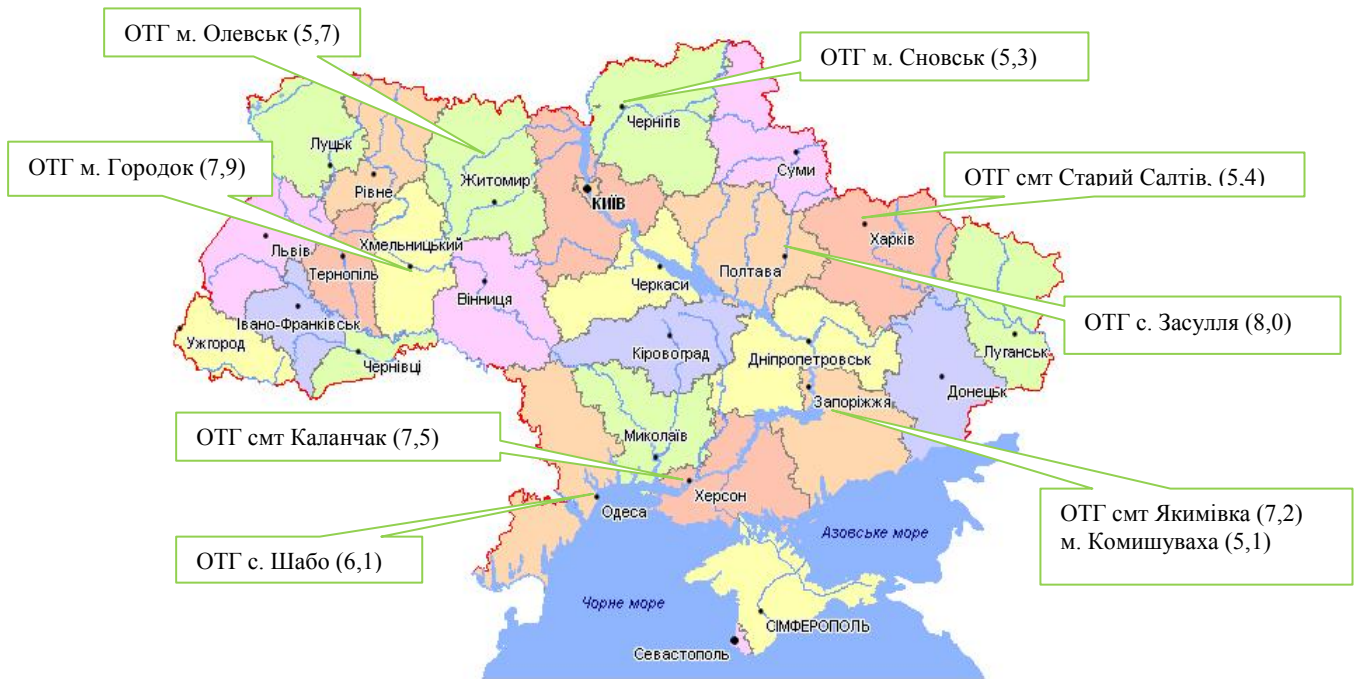 ОТГ м. Олевськ (5,7)
ОТГ м. Сновськ (5,3)
ОТГ м. Городок (7,9)
ОТГ смт Старий Салтів, (5,4)
ОТГ с. Засулля (8,0)
ОТГ смт Каланчак (7,5)
ОТГ смт Якимівка (7,2)
м. Комишуваха (5,1)
ОТГ с. Шабо (6,1)
Чернігів
Луцьк
Рівне
Житомир
КИЇВ
Суми
Харків
Львів
Тернопіль
Хмельницький
Вінниця
Черкаси
Полтава
Івано-Франківськ
Ужгород
Чернівці
Кіровоград
Дніпропетровськ
Луганськ
Донецьк
Запоріжжя
Миколаїв
Херсон
Одеса
Азовське море
Чорне море
СІМФЕРОПОЛЬ
Севастополь